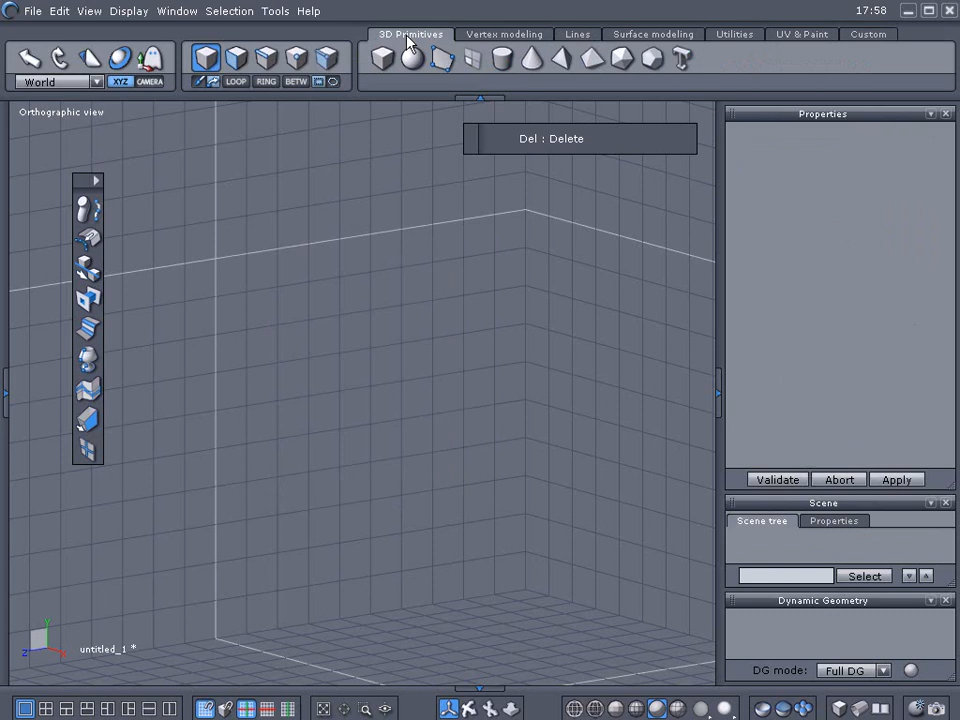 File Edit View Display Window Selection Tools Help 17:58
3D Primitives Vertex modeling Lines Surface modeling Utilities UV & Paint Custom
World XYZ CAMERA LOOP RING BETW
Orthographic view
Del : Delete
Properties
Validate Abort Apply
Scene
Scene tree Properties
Select
Dynamic Geometry
DG mode: Full DG
y
z x
untitled_1 *